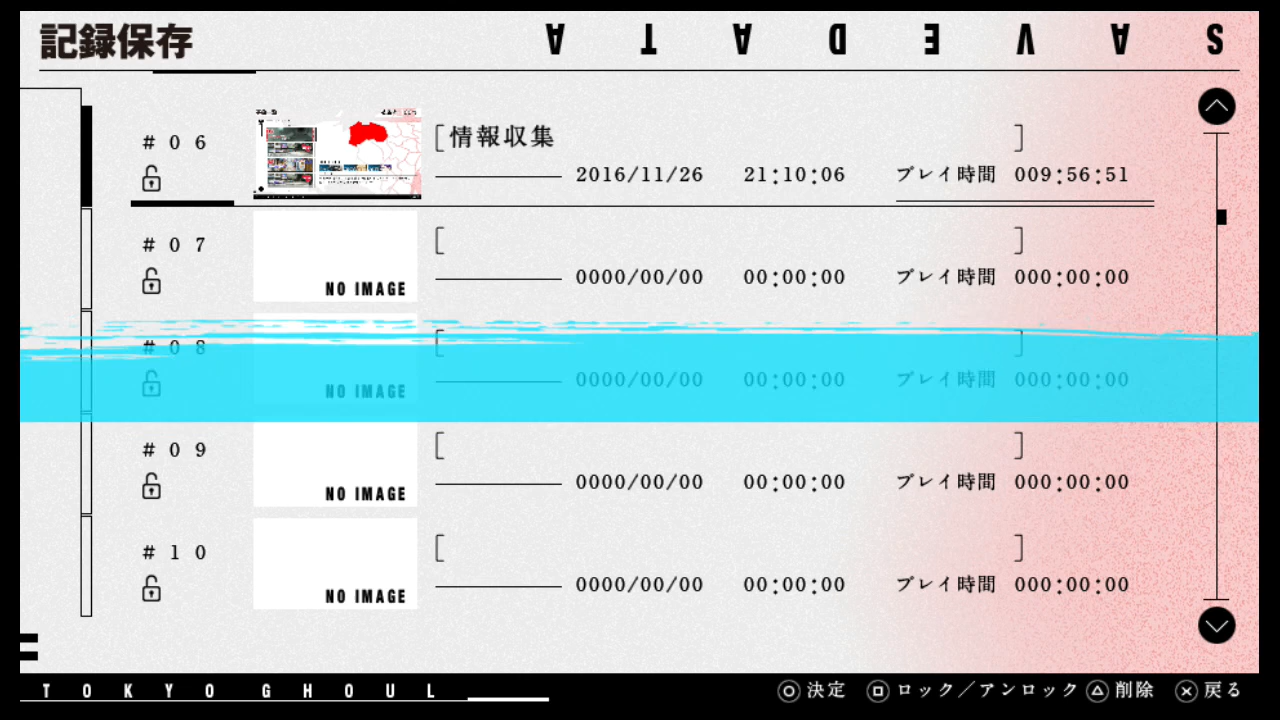 記録保存
SAVEDATA
#06 [情報収集 ]
2016/11/26 21:10:06 プレイ時間 009:56:51
#07 [ ]
NO IMAGE 0000/00/00 00:00:00 プレイ時間 000:00:00
#08 [ ]
NO IMAGE 0000/00/00 00:00:00 プレイ時間 000:00:00
#09 [ ]
NO IMAGE 0000/00/00 00:00:00 プレイ時間 000:00:00
#10 [ ]
NO IMAGE 0000/00/00 00:00:00 プレイ時間 000:00:00
TOKYO GHOUL
決定 ロック/アンロック 削除 戻る